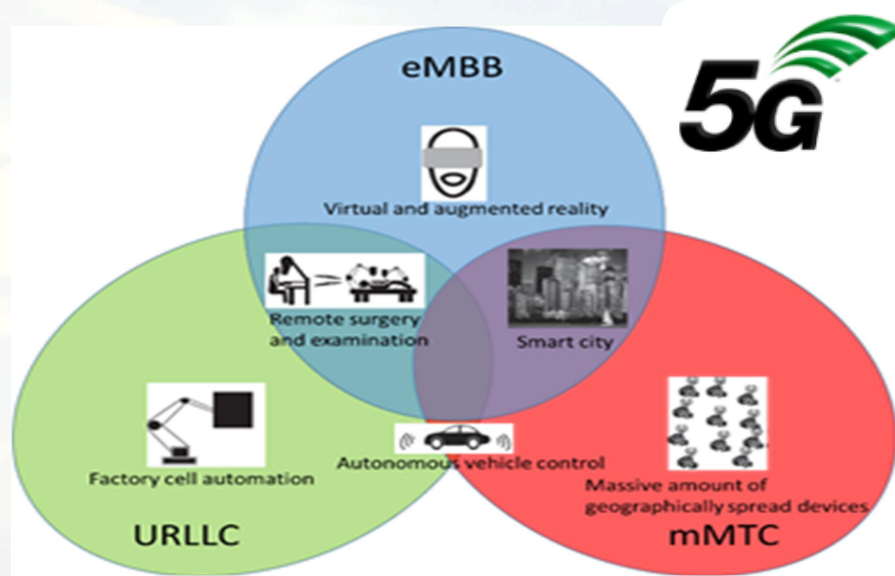 eMBB
5G
Virtual and augmented reality
Remote surgery
and examination
Smart city
Factory cell automation
Autonomous vehicle control
Massive amount of
geographically spread devices
URLLC
mMTC